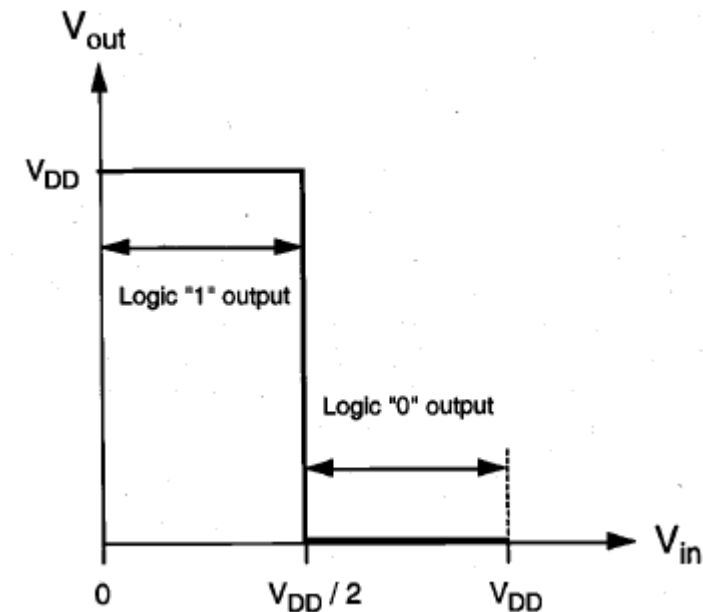 Vout
VDD
Logic "1" output
Logic "0" output
Vin
0
VDD / 2
VDD